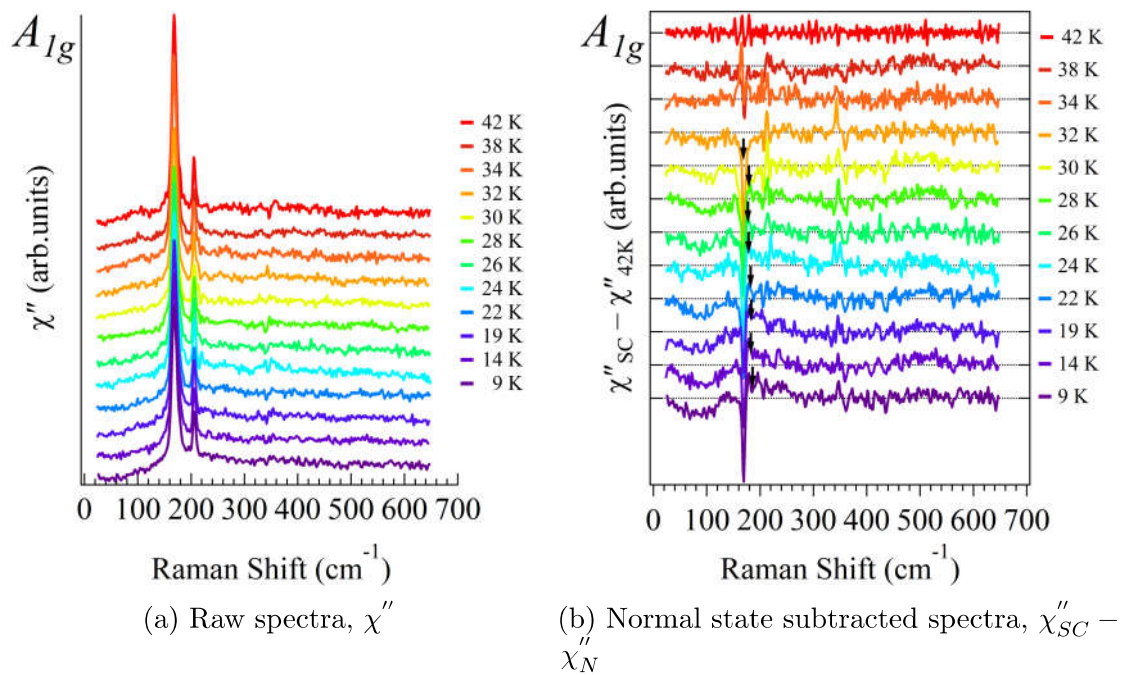 A1g
χ″ (arb.units)
42 K
38 K
34 K
32 K
30 K
28 K
26 K
24 K
22 K
19 K
14 K
9 K
0 100 200 300 400 500 600 700
Raman Shift (cm⁻¹)
(a) Raw spectra, χ″
A1g
χ″SC − χ″42K (arb.units)
42 K
38 K
34 K
32 K
30 K
28 K
26 K
24 K
22 K
19 K
14 K
9 K
0 100 200 300 400 500 600 700
Raman Shift (cm⁻¹)
(b) Normal state subtracted spectra, χ″SC −
χ″N